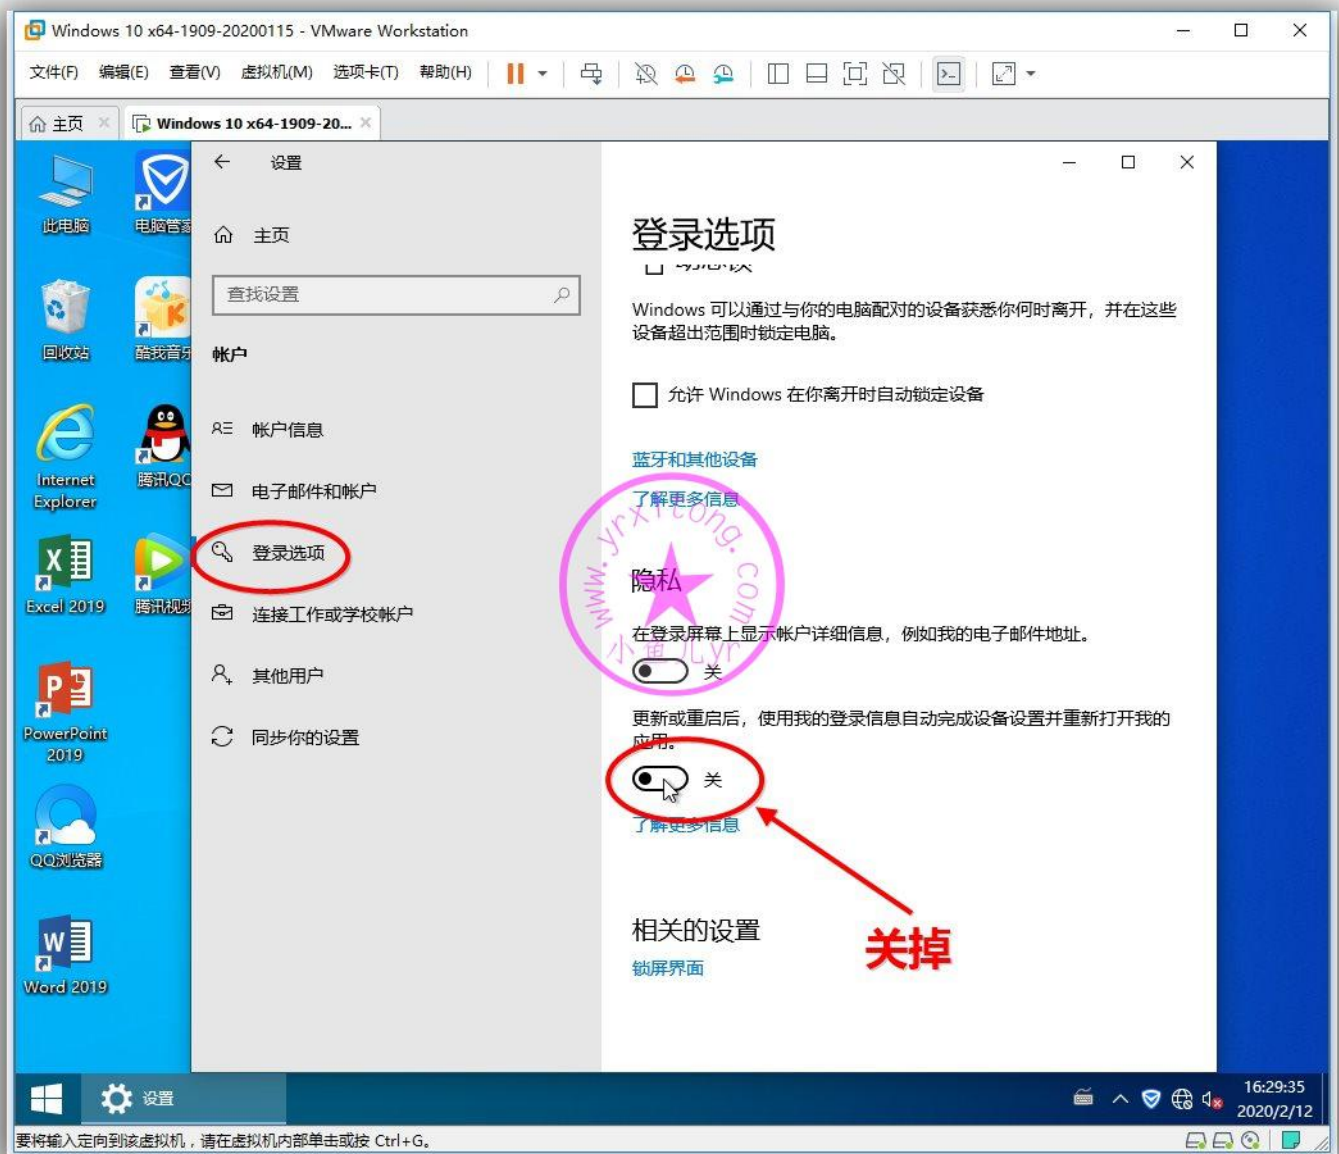 Windows 10 x64-1909-20200115 - VMware Workstation
文件(F) 编辑(E) 查看(V) 虚拟机(M) 选项卡(T) 帮助(H)
主页 Windows 10 x64-1909-20...
此电脑
电脑管家
回收站
酷我音乐
Internet Explorer
腾讯QQ
Excel 2019
腾讯视频
PowerPoint 2019
QQ浏览器
Word 2019
设置
主页
查找设置
帐户
帐户信息
电子邮件和帐户
登录选项
连接工作或学校帐户
其他用户
同步你的设置
登录选项
Windows 可以通过与你的电脑配对的设备获悉你何时离开，并在这些
设备超出范围时锁定电脑。
允许 Windows 在你离开时自动锁定设备
蓝牙和其他设备
了解更多信息
www.yrxitong.com
隐私
在登录屏幕上显示帐户详细信息，例如我的电子邮件地址。
小鱼儿yr
关
更新或重启后，使用我的登录信息自动完成设备设置并重新打开我的
应用。
关
了解更多信息
相关的设置
关掉
锁屏界面
设置
16:29:35
2020/2/12
要将输入定向到该虚拟机，请在虚拟机内部单击或按 Ctrl+G。